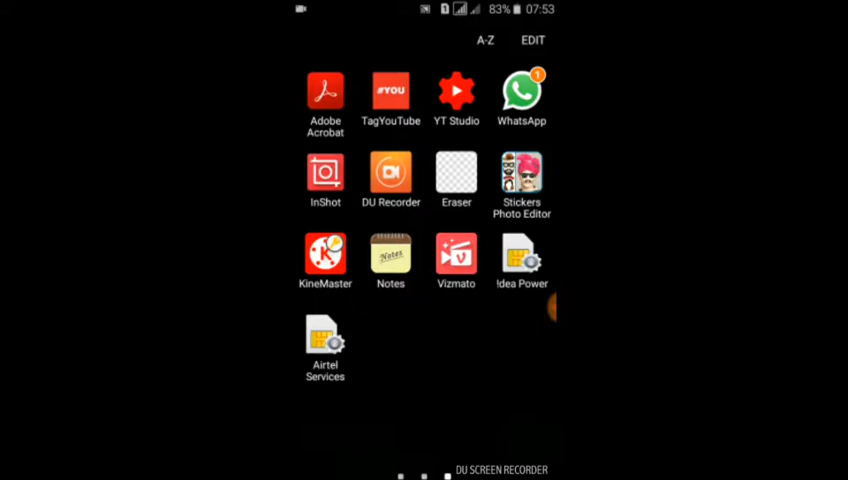 1 83% 07:53
A-Z EDIT
#YOU 1
Adobe Acrobat TagYouTube YT Studio WhatsApp
InShot DU Recorder Eraser Stickers Photo Editor
K Notes V
KineMaster Notes Vizmato !dea Power
Airtel Services
DU SCREEN RECORDER